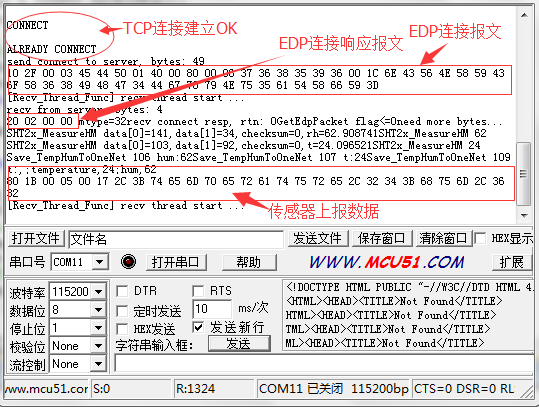 CONNECT
TCP连接建立OK
EDP连接响应报文
EDP连接报文
ALREADY CONNECT
send connect to server, bytes: 49
10 2F 00 03 45 44 50 01 40 00 80 00 06 37 36 38 35 39 36 00 1C 6E 43 56 4E 58 59 43
6F 58 36 38 49 48 47 34 44 67 70 79 4E 75 35 61 54 58 66 59 3D
[Recv_Thread_Func] recv thread start ...
recv from server, bytes: 4
20 02 00 00 mtype=32recv connect resp, rtn: 0GetEdpPacket flag<=0need more bytes...
SHT2x_MeasureHM data[0]=141,data[1]=34,checksum=0,rh=62.908741SHT2x_MeasureHM 62
SHT2x_MeasureHM data[0]=103,data[1]=92,checksum=0,t=24.096521SHT2x_MeasureHM 24
Save_TempHumToOneNet 106 hum:62Save_TempHumToOneNet 107 t:24Save_TempHumToOneNet 109
t:,;temperature,24;hum,62
80 1B 00 05 00 17 2C 3B 74 65 6D 70 65 72 61 74 75 72 65 2C 32 34 3B 68 75 6D 2C 36
32
[Recv_Thread_Func] recv thread start ...
传感器上报数据
打开文件 文件名 发送文件 保存窗口 清除窗口 HEX显示
串口号 COM11 打开串口 帮助 WWW.MCU51.COM 扩展
波特率 115200 DTR RTS
数据位 8 定时发送 10 ms/次
停止位 1 HEX发送 发送新行
校验位 None 字符串输入框: 发送
流控制 None
<!DOCTYPE HTML PUBLIC "-//W3C//DTD HTML 4.
<HTML><HEAD><TITLE>Not Found</TITLE>
HTML><HEAD><TITLE>Not Found</TITLE>
TML><HEAD><TITLE>Not Found</TITLE>
ML><HEAD><TITLE>Not Found</TITLE>
www.mcu51.com S:0 R:1324 COM11 已关闭 115200bp CTS=0 DSR=0 RL